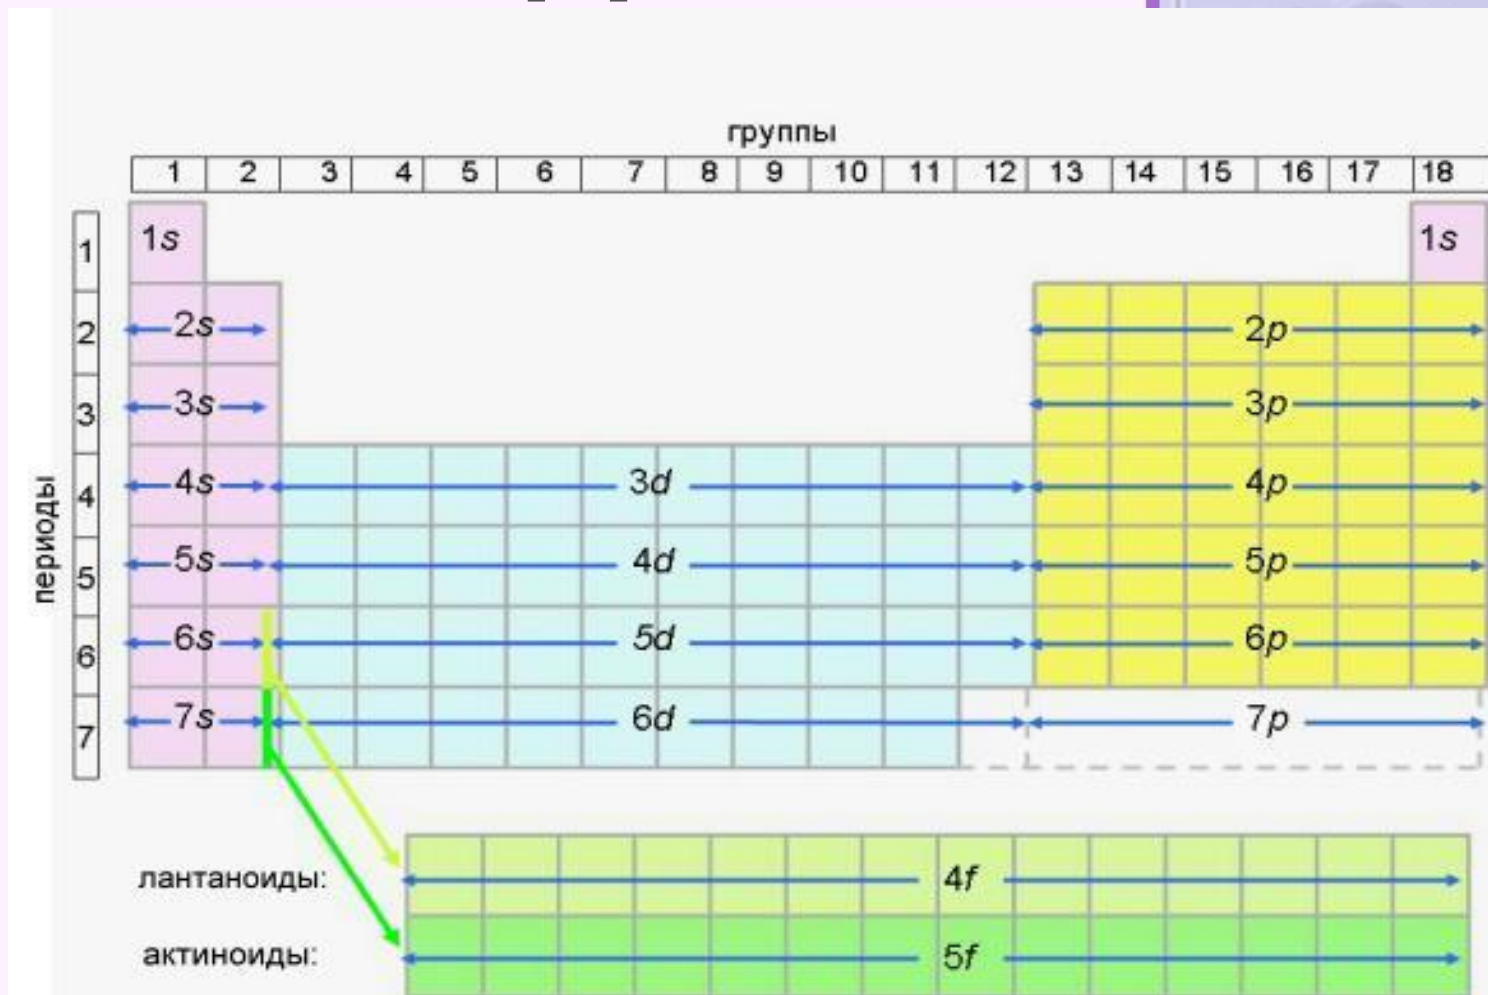 группы
1 2 3 4 5 6 7 8 9 10 11 12 13 14 15 16 17 18
периоды
1 1s 1s
2 2s 2p
3 3s 3p
4 4s 3d 4p
5 5s 4d 5p
6 6s 5d 6p
7 7s 6d 7p
лантаноиды: 4f
актиноиды: 5f